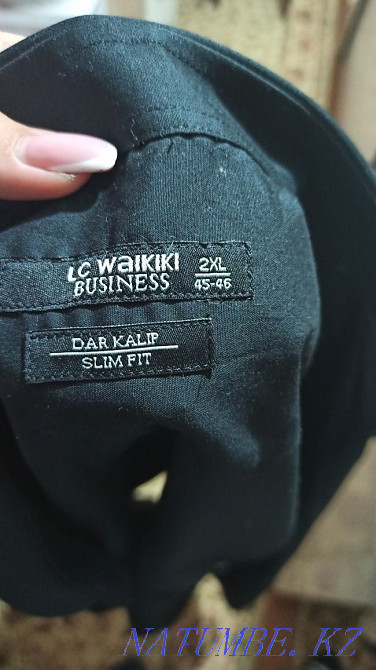 LC WAIKIKI 2XL
BUSINESS 45-46
DAR KALIP
SLIM FIT
NATUMBE.KZ